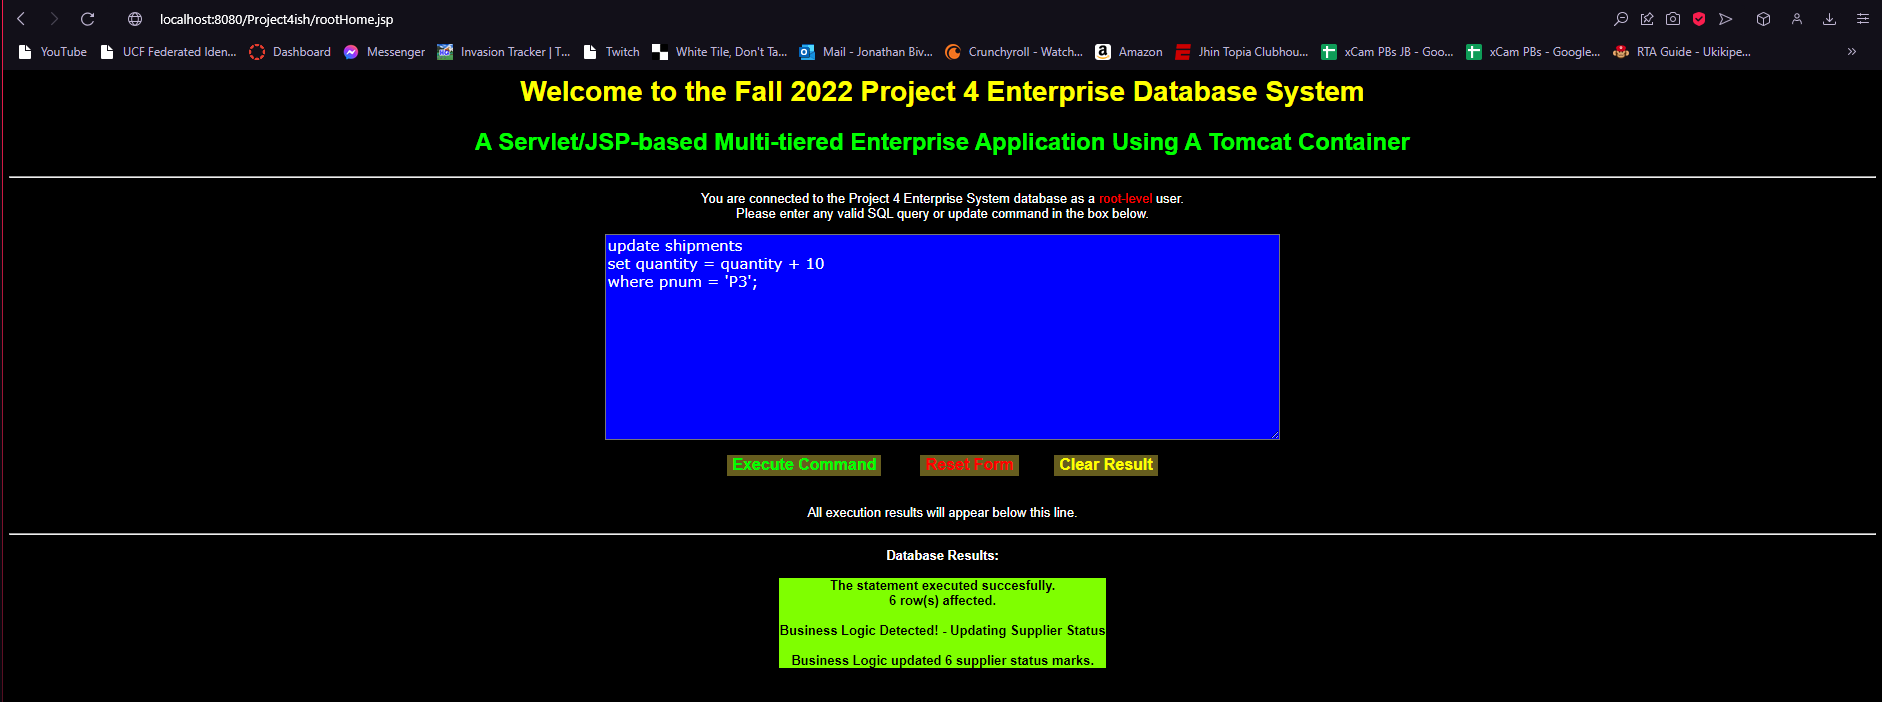 localhost:8080/Project4ish/rootHome.jsp
YouTube UCF Federated Iden... Dashboard Messenger Invasion Tracker | T... Twitch White Tile, Don't Ta... Mail - Jonathan Biv... Crunchyroll - Watch... Amazon Jhin Topia Clubhou... xCam PBs JB - Goo... xCam PBs - Google... RTA Guide - Ukikipe... »
Welcome to the Fall 2022 Project 4 Enterprise Database System
A Servlet/JSP-based Multi-tiered Enterprise Application Using A Tomcat Container
You are connected to the Project 4 Enterprise System database as a root-level user.
Please enter any valid SQL query or update command in the box below.
update shipments
set quantity = quantity + 10
where pnum = 'P3';
Execute Command Reset Form Clear Result
All execution results will appear below this line.
Database Results:
The statement executed succesfully.
6 row(s) affected.
Business Logic Detected! - Updating Supplier Status
Business Logic updated 6 supplier status marks.